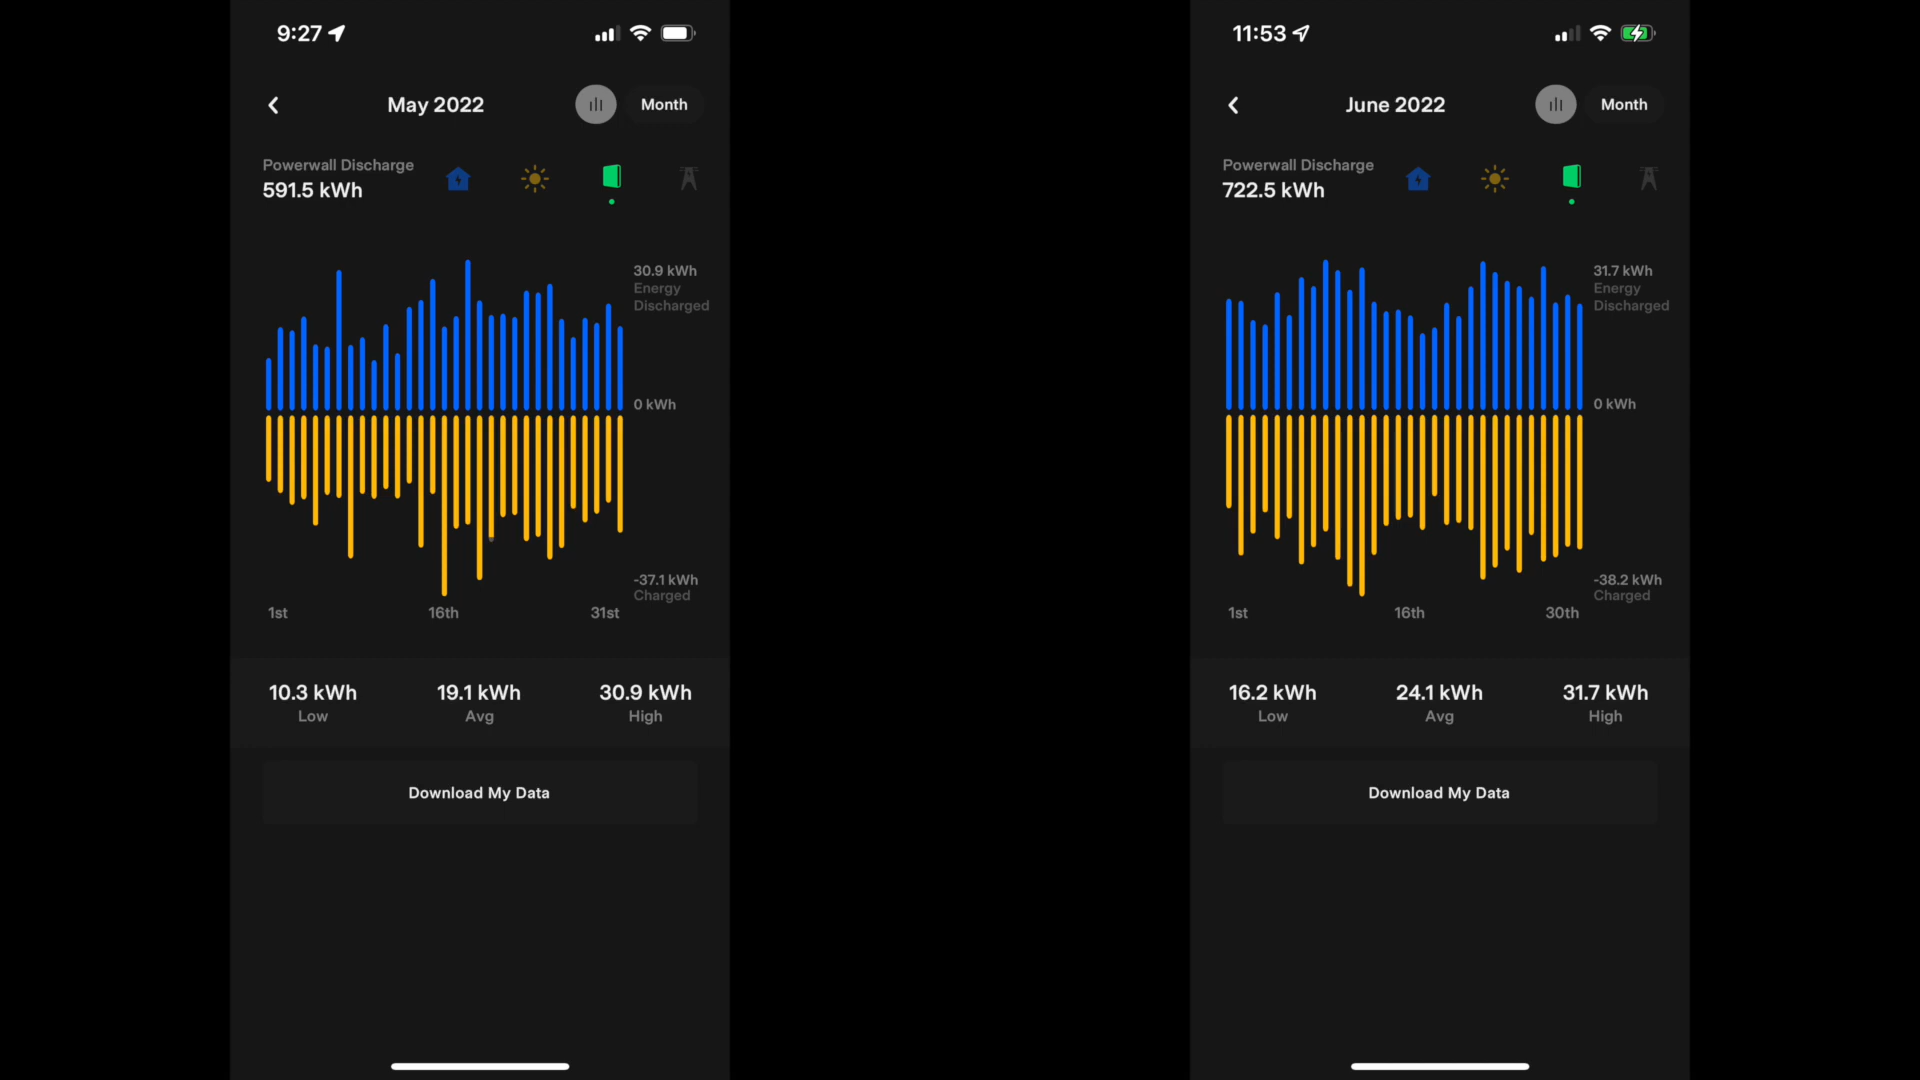 9:27
May 2022
Month
Powerwall Discharge
591.5 kWh
30.9 kWh
Energy
Discharged
0 kWh
-37.1 kWh
Charged
1st
16th
31st
10.3 kWh
19.1 kWh
30.9 kWh
Low
Avg
High
Download My Data
11:53
June 2022
Month
Powerwall Discharge
722.5 kWh
31.7 kWh
Energy
Discharged
0 kWh
-38.2 kWh
Charged
1st
16th
30th
16.2 kWh
24.1 kWh
31.7 kWh
Low
Avg
High
Download My Data